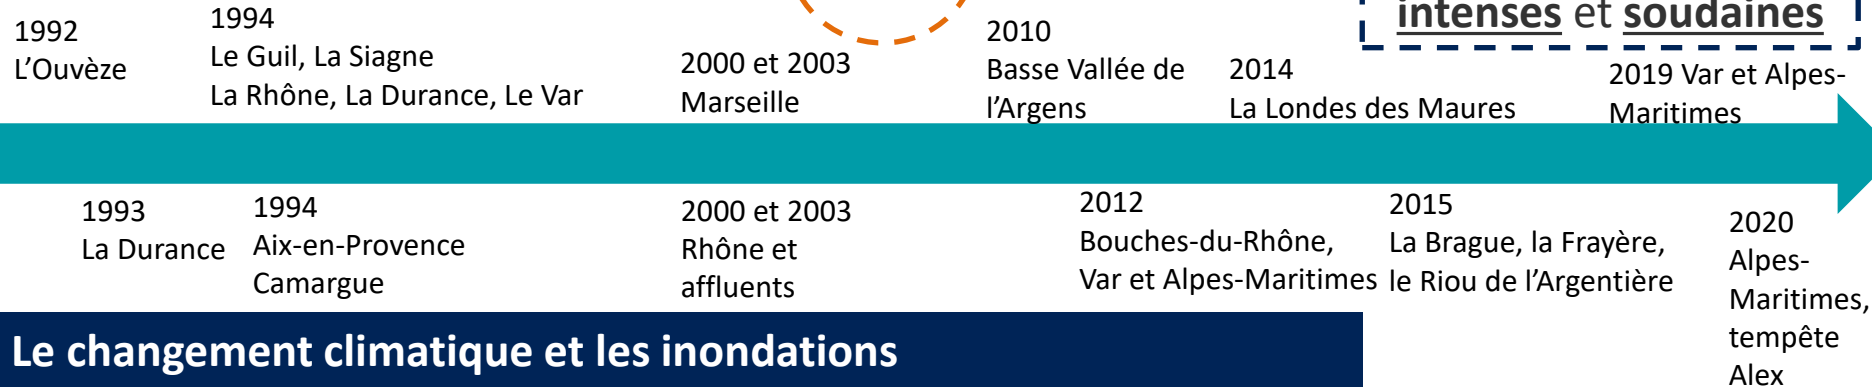 intenses et soudaines
1992
L’Ouvèze
1994
Le Guil, La Siagne
La Rhône, La Durance, Le Var
2000 et 2003
Marseille
2010
Basse Vallée de
l’Argens
2014
La Londes des Maures
2019 Var et Alpes-
Maritimes
1993
La Durance
1994
Aix-en-Provence
Camargue
2000 et 2003
Rhône et
affluents
2012
Bouches-du-Rhône,
Var et Alpes-Maritimes
2015
La Brague, la Frayère,
le Riou de l’Argentière
2020
Alpes-
Maritimes,
tempête
Alex
Le changement climatique et les inondations